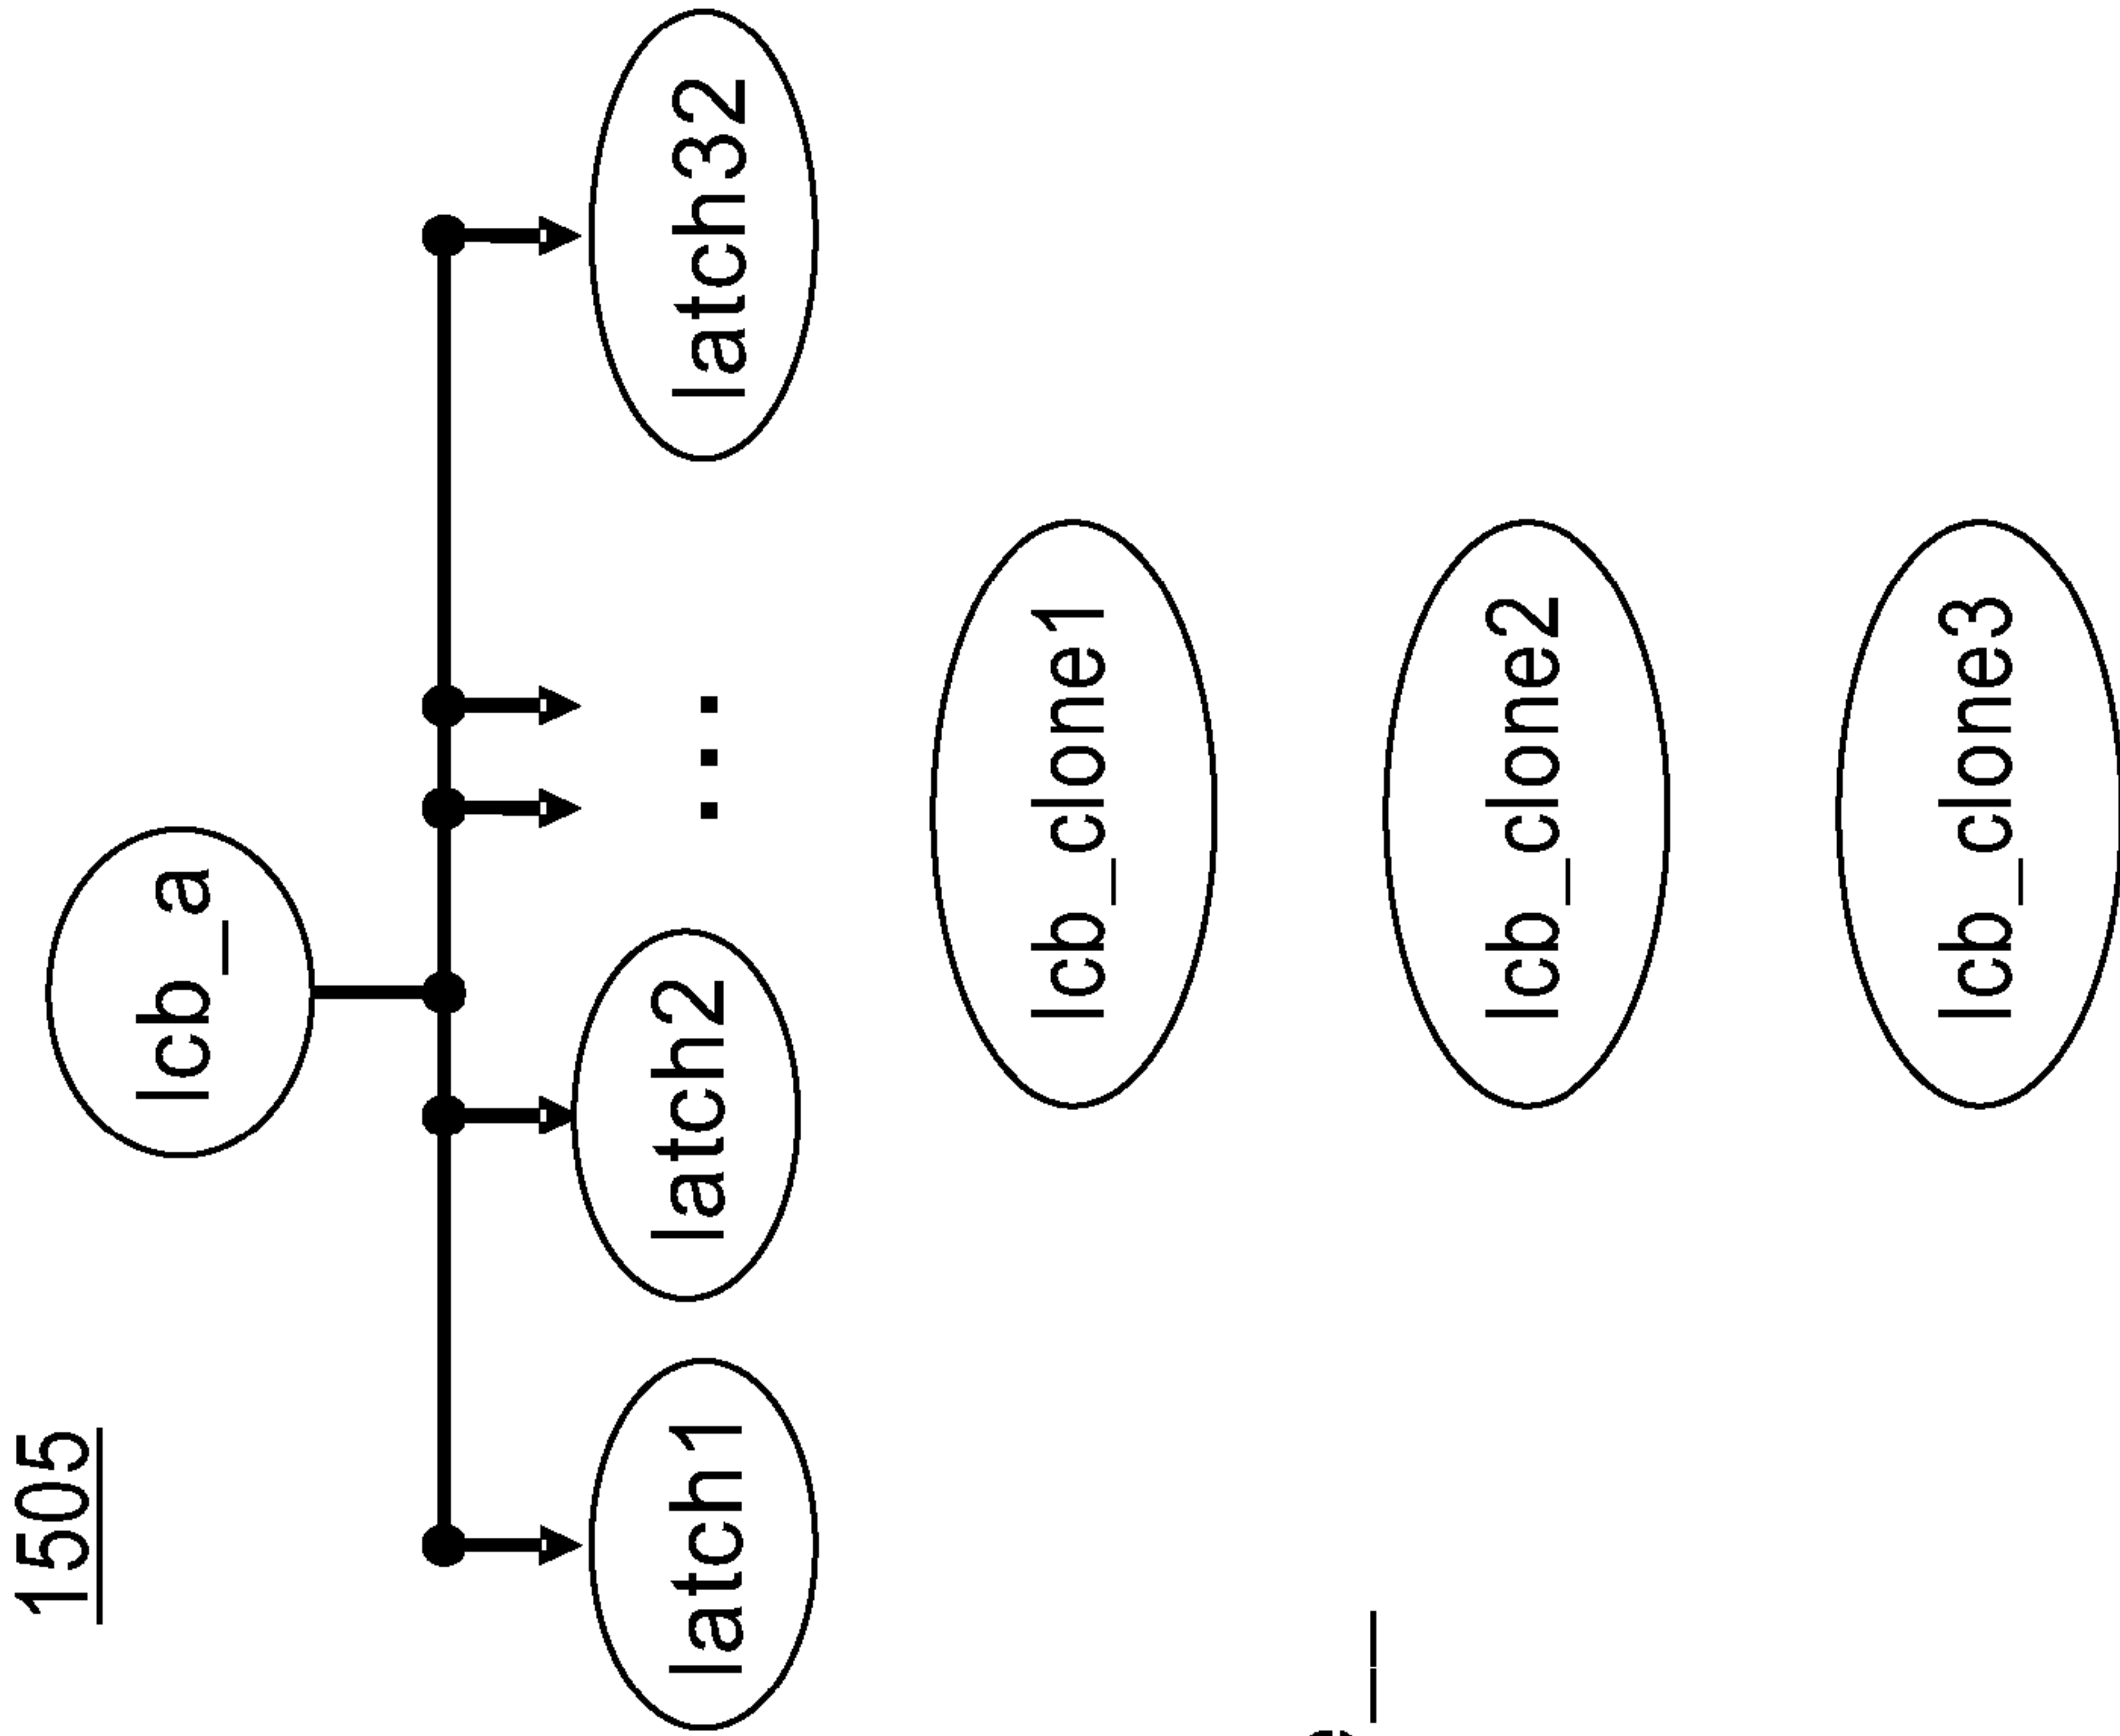 1505
lcb_a
latch1
latch2
...
latch32
lcb_clone1
lcb_clone2
lcb_clone3